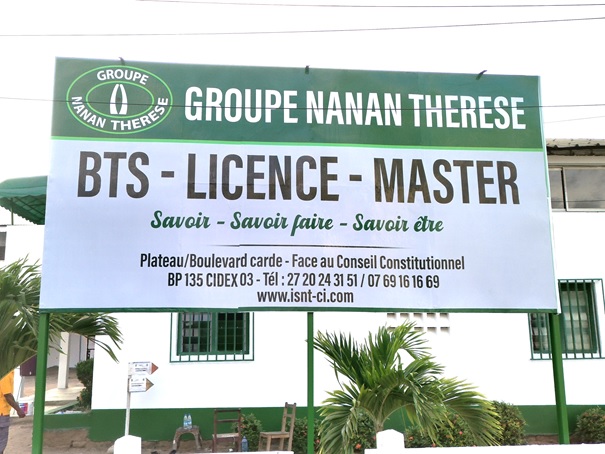 GROUPE
NANAN THERESE
GROUPE NANAN THERESE
BTS - LICENCE - MASTER
Savoir - Savoir faire - Savoir être
Plateau/Boulevard carde - Face au Conseil Constitutionnel
BP 135 CIDEX 03 - Tél : 27 20 24 31 51 / 07 69 16 16 69
www.isnt-ci.com